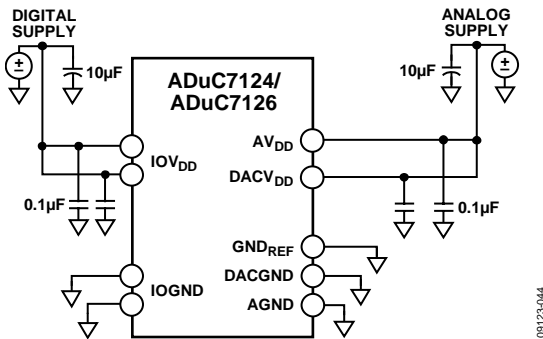 DIGITAL
SUPPLY
ANALOG
SUPPLY
10µF
10µF
ADuC7124/
ADuC7126
AVDD
IOVDD
DACVDD
0.1µF
0.1µF
GNDREF
DACGND
IOGND
AGND
09123-044